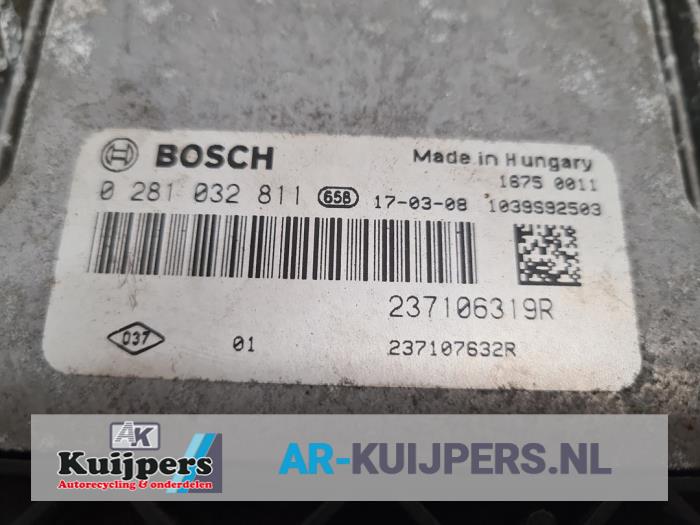 BOSCH
Made in Hungary
1675 0011
0 281 032 811 65B 17-03-08 1039S92503
237106319R
037 01 237107632R
AK
Kuijpers
Autorecycling & onderdelen
AR-KUIJPERS.NL